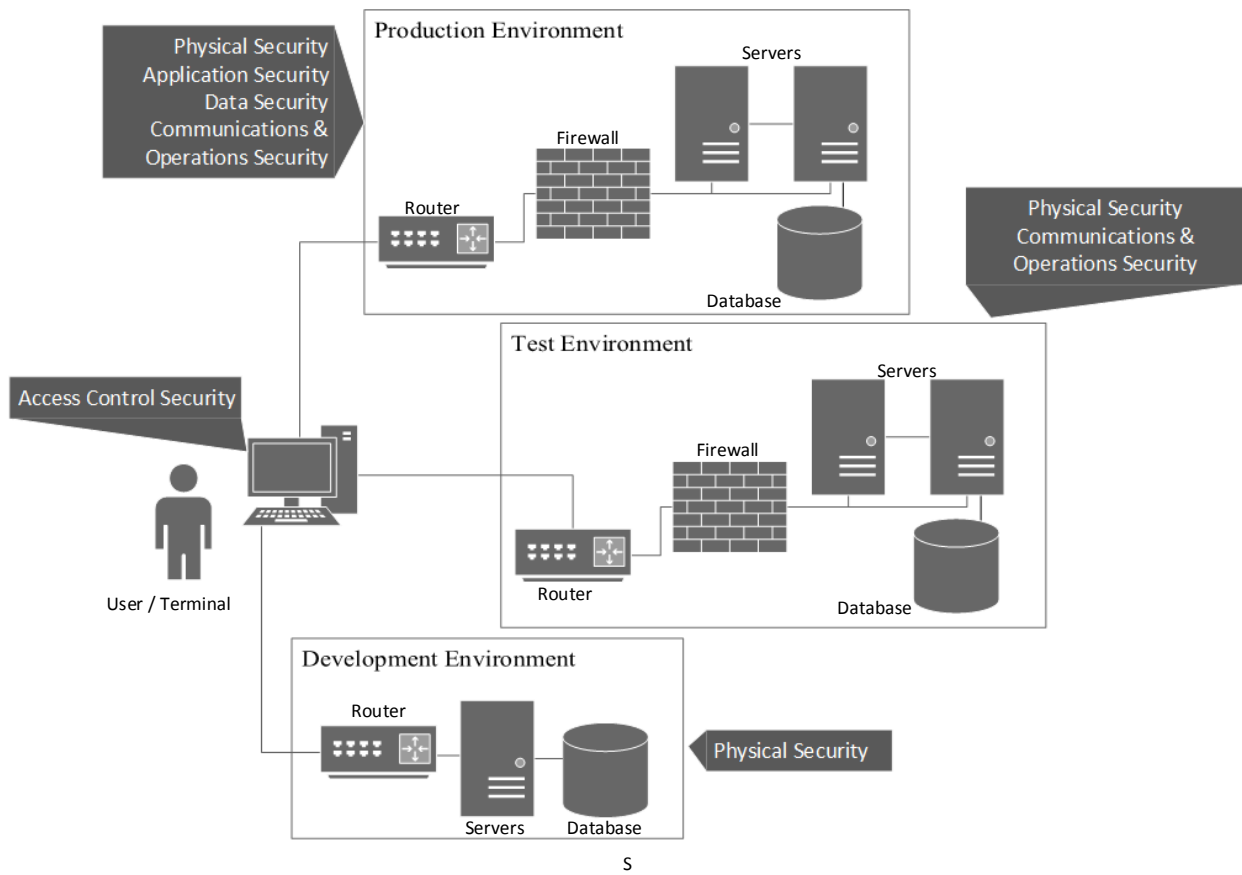 Production Environment
Physical Security
Application Security
Data Security
Communications &
Operations Security
Servers
Firewall
Router
Database
Physical Security
Communications &
Operations Security
Test Environment
Servers
Access Control Security
Firewall
Router
Database
User / Terminal
Development Environment
Router
Physical Security
Servers
Database
S